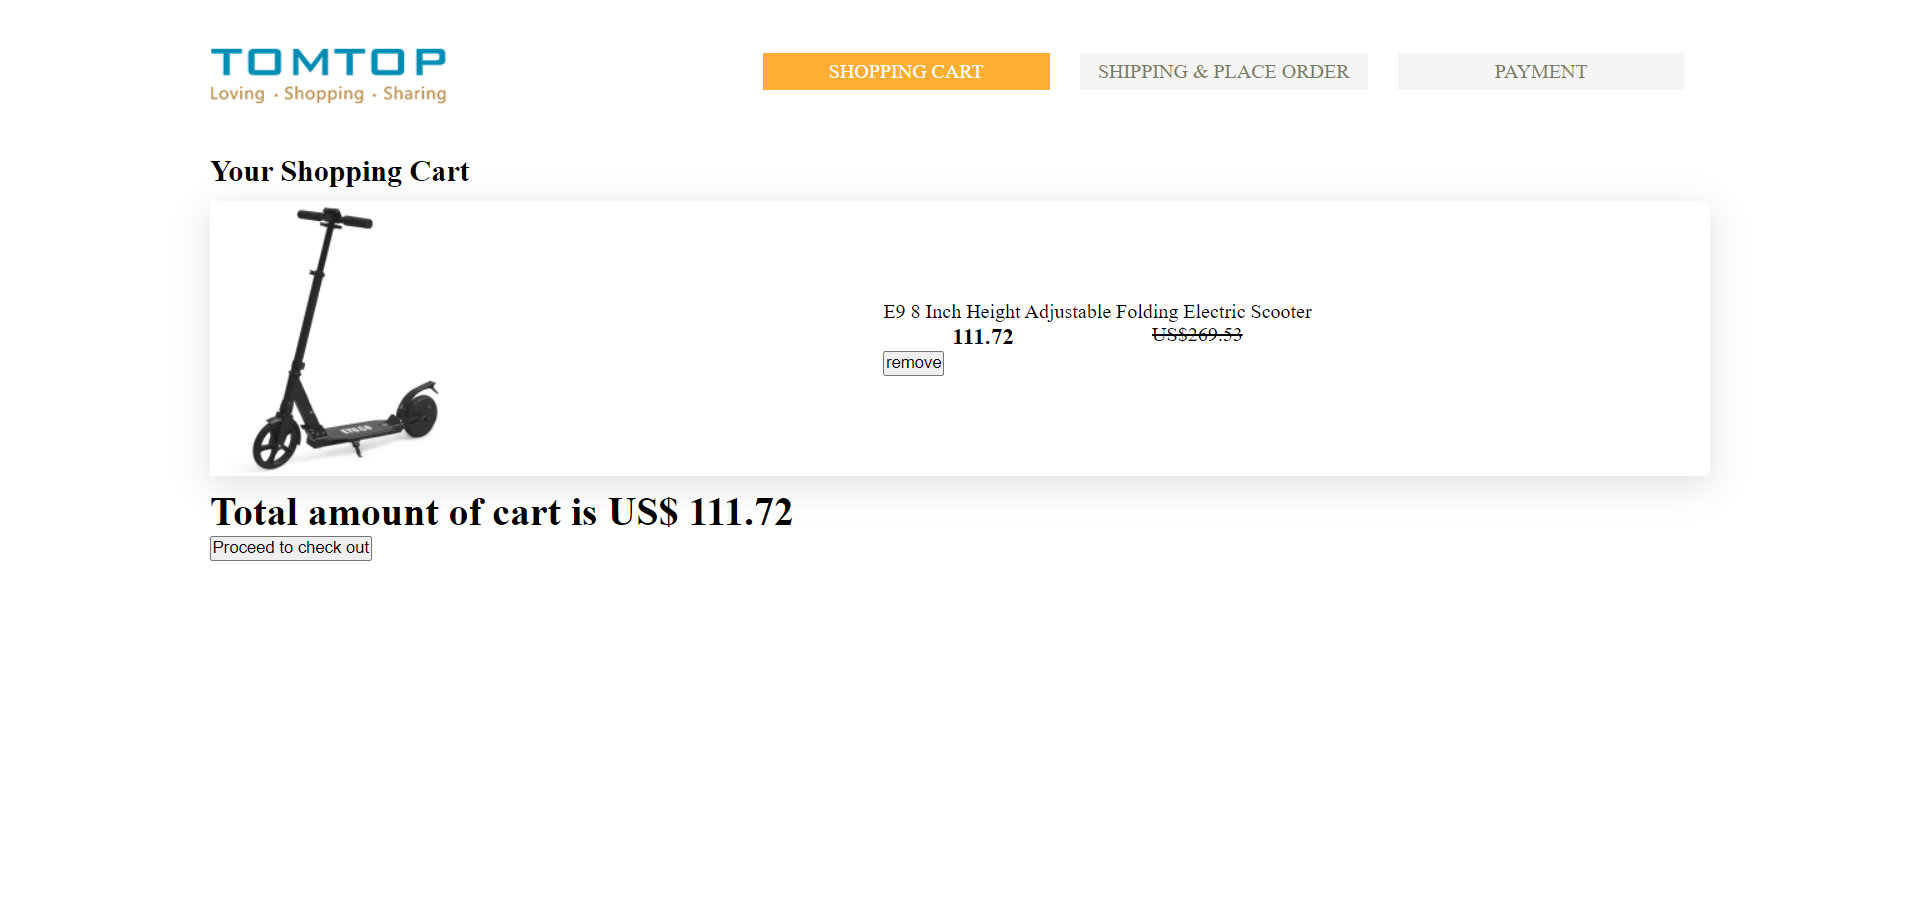 TOMTOP
Loving · Shopping · Sharing
SHOPPING CART
SHIPPING & PLACE ORDER
PAYMENT
Your Shopping Cart
E9 8 Inch Height Adjustable Folding Electric Scooter
111.72 US$269.53
remove
Total amount of cart is US$ 111.72
Proceed to check out